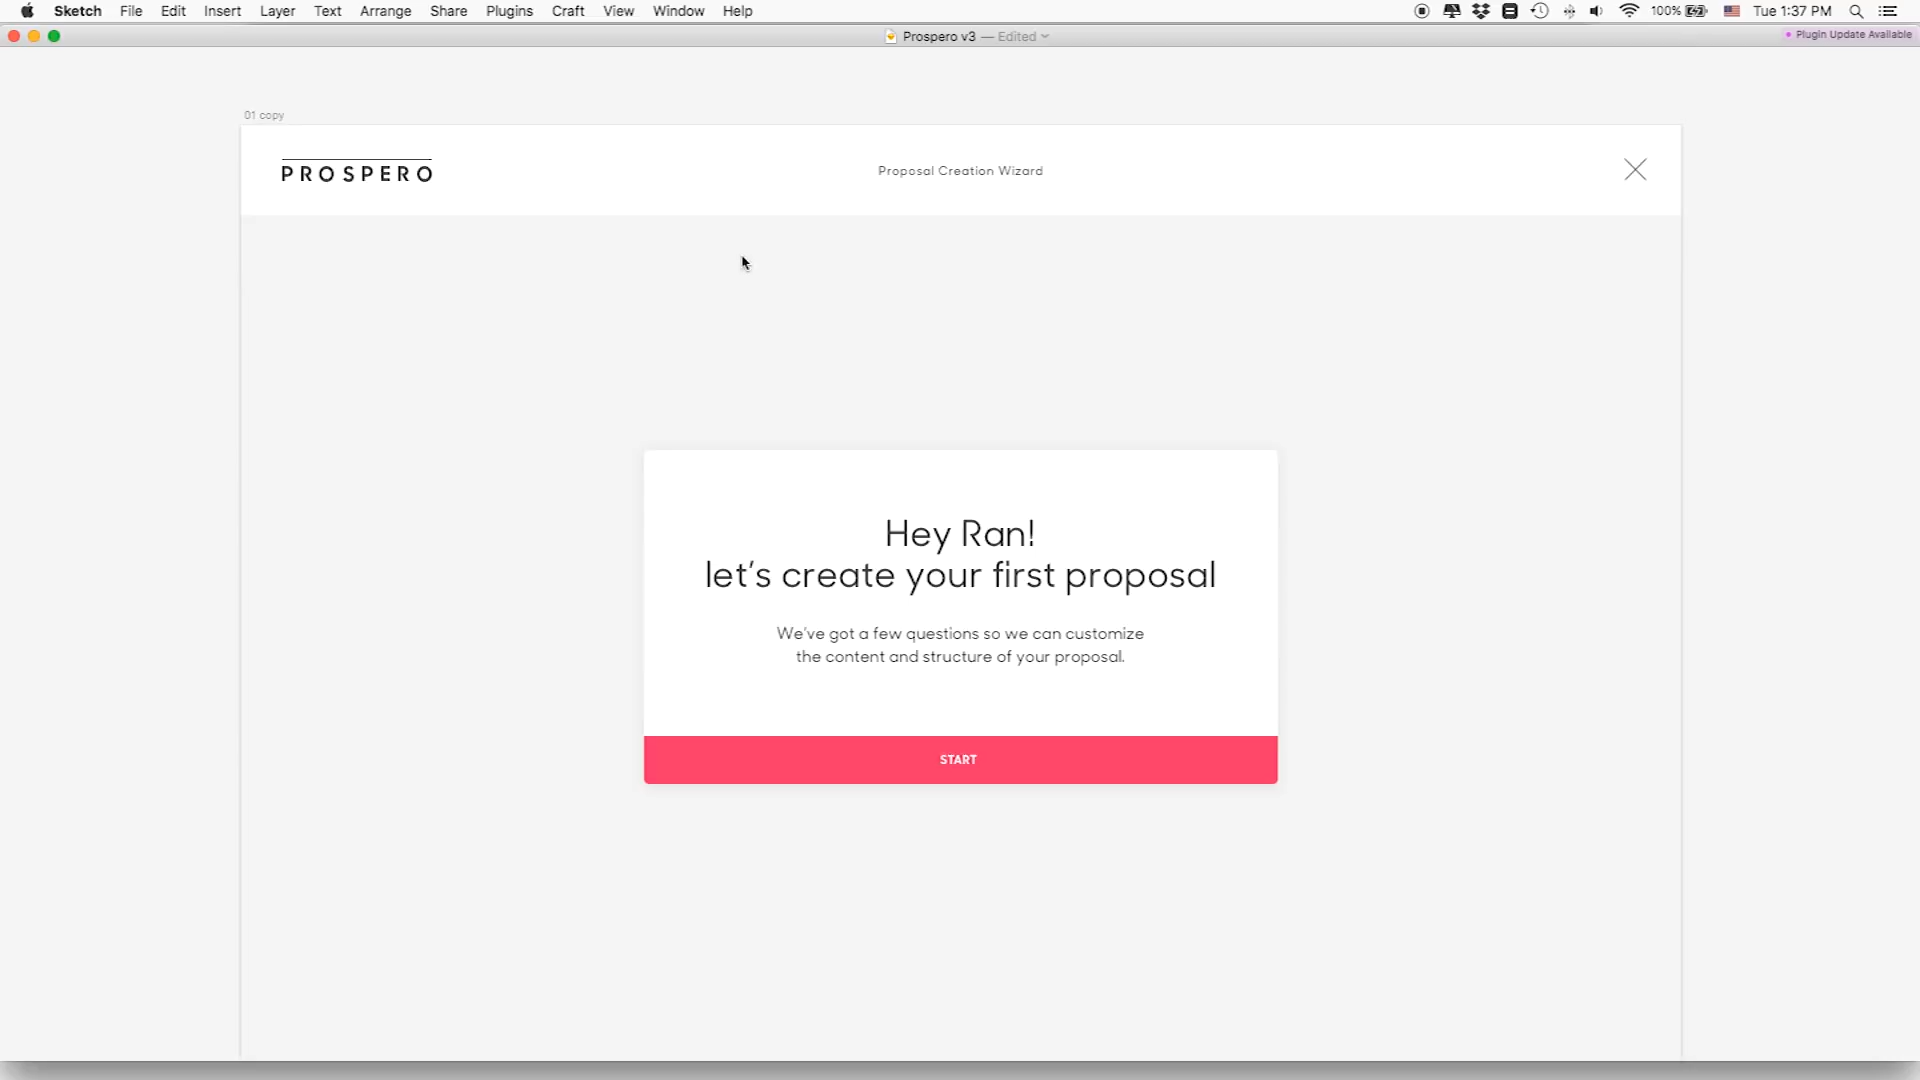 Sketch File Edit Insert Layer Text Arrange Share Plugins Craft View Window Help 100% Tue 1:37 PM
Prospero v3 — Edited
Plugin Update Available
01 copy
PROSPERO
Proposal Creation Wizard
Hey Ran!
let's create your first proposal
We've got a few questions so we can customize
the content and structure of your proposal.
START